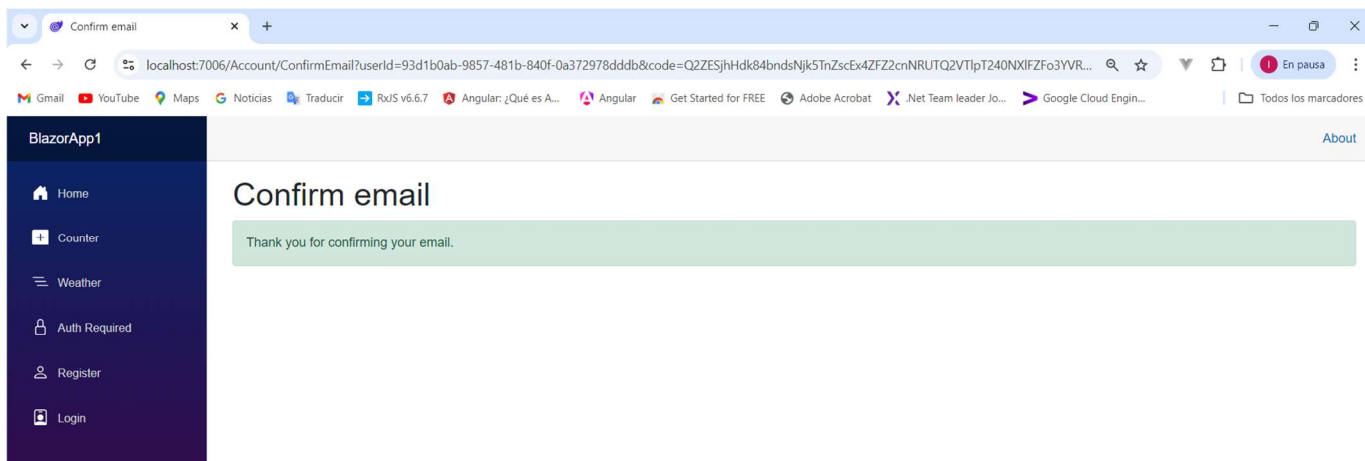 Confirm email
localhost:7006/Account/ConfirmEmail?userId=93d1b0ab-9857-481b-840f-0a372978dddb&code=Q2ZESjhHdk84bndsNjk5TnZscEx4ZFZ2cnNRUTQ2VTlpT240NXlFZFo3YVR...
I En pausa
Gmail YouTube Maps Noticias Traducir RxJS v6.6.7 Angular: ¿Qué es A... Angular Get Started for FREE Adobe Acrobat .Net Team leader Jo... Google Cloud Engin... Todos los marcadores
BlazorApp1
About
Home
Counter
Weather
Auth Required
Register
Login
Confirm email
Thank you for confirming your email.